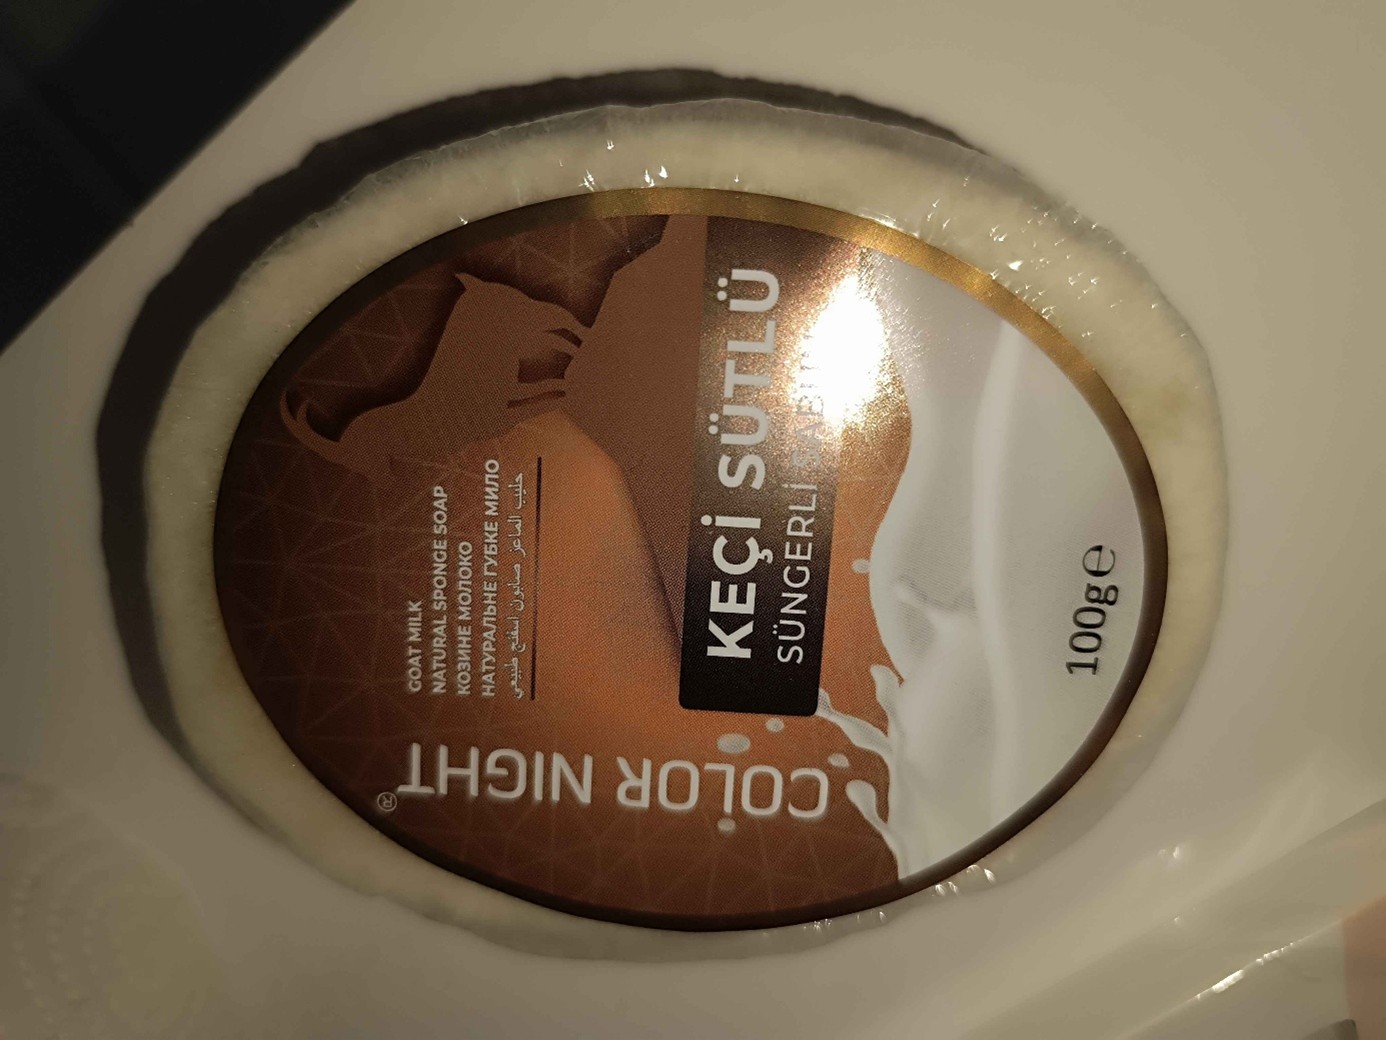 COLOR NIGHT
®
GOAT MILK
NATURAL SPONGE SOAP
КОЗИНЕ МОЛОКО
НАТУРАЛЬНЕ ГУБКЕ МИЛО
حليب الماعز صابون اسفنج طبيعي
KEÇİ SÜTLÜ
SÜNGERLİ SABUN
100g℮